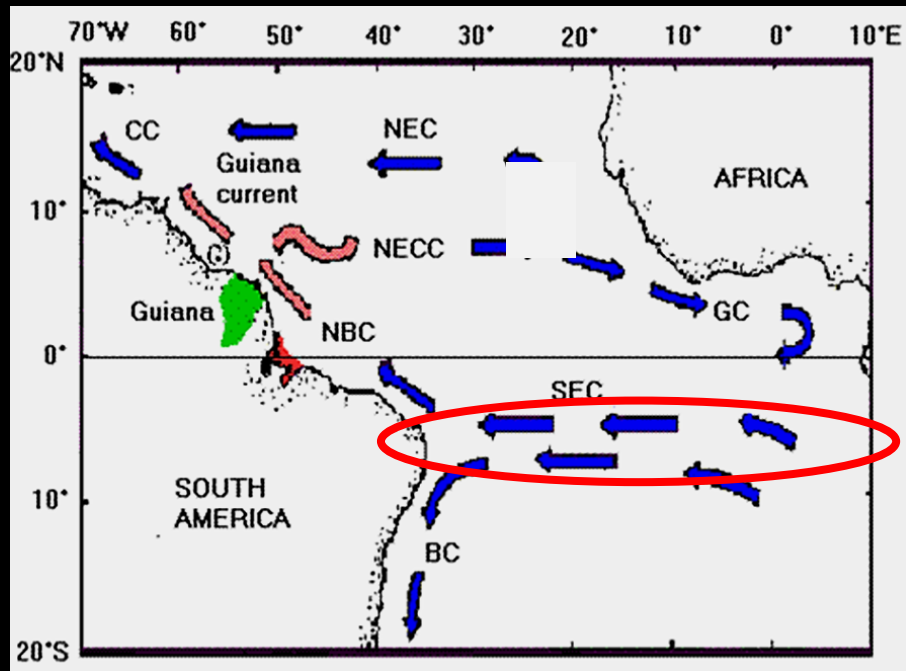 70°W 60° 50° 40° 20° 10° 0° 10°E
20°N
CC NEC
Guiana
current
AFRICA
10°
NECC
G
Guiana GC
NBC
0°
SEC
10°
SOUTH
AMERICA
BC
20°S